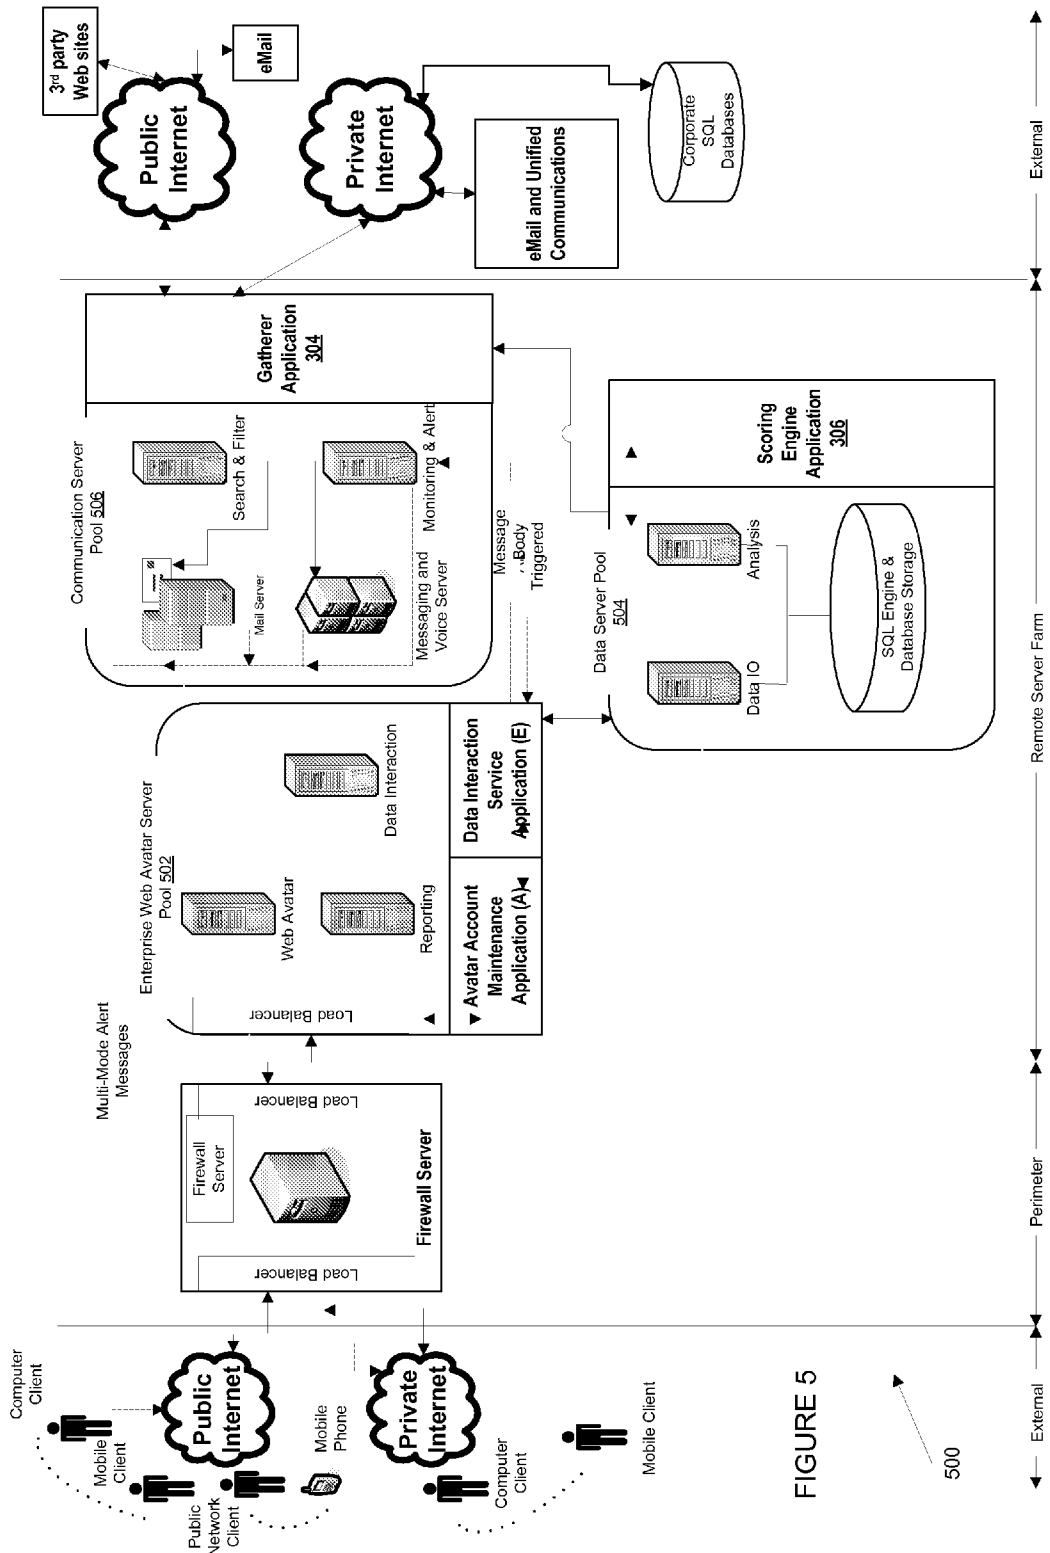 Computer
Client
Mobile
Client
Public
Network
Client
Mobile
Phone
Computer
Client
Mobile Client
Public
Internet
Private
Internet
Load Balancer
Firewall
Server
Firewall Server
Load Balancer
Multi-Mode Alert
Messages
Enterprise Web Avatar Server
Pool 502
Load Balancer
Web Avatar
Reporting
Data Interaction
Avatar Account
Maintenance
Application (A)
Data Interaction
Service
Application (E)
Communication Server
Pool 506
Mail Server
Search & Filter
Messaging and
Voice Server
Monitoring & Alert
Gatherer
Application
304
Message
Body
Triggered
Data Server Pool
504
Data IO
Analysis
SQL Engine &
Database Storage
Scoring
Engine
Application
306
3rd party
Web sites
eMail
Public
Internet
Private
Internet
eMail and Unified
Communications
Corporate
SQL
Databases
FIGURE 5
500
External
Perimeter
Remote Server Farm
External